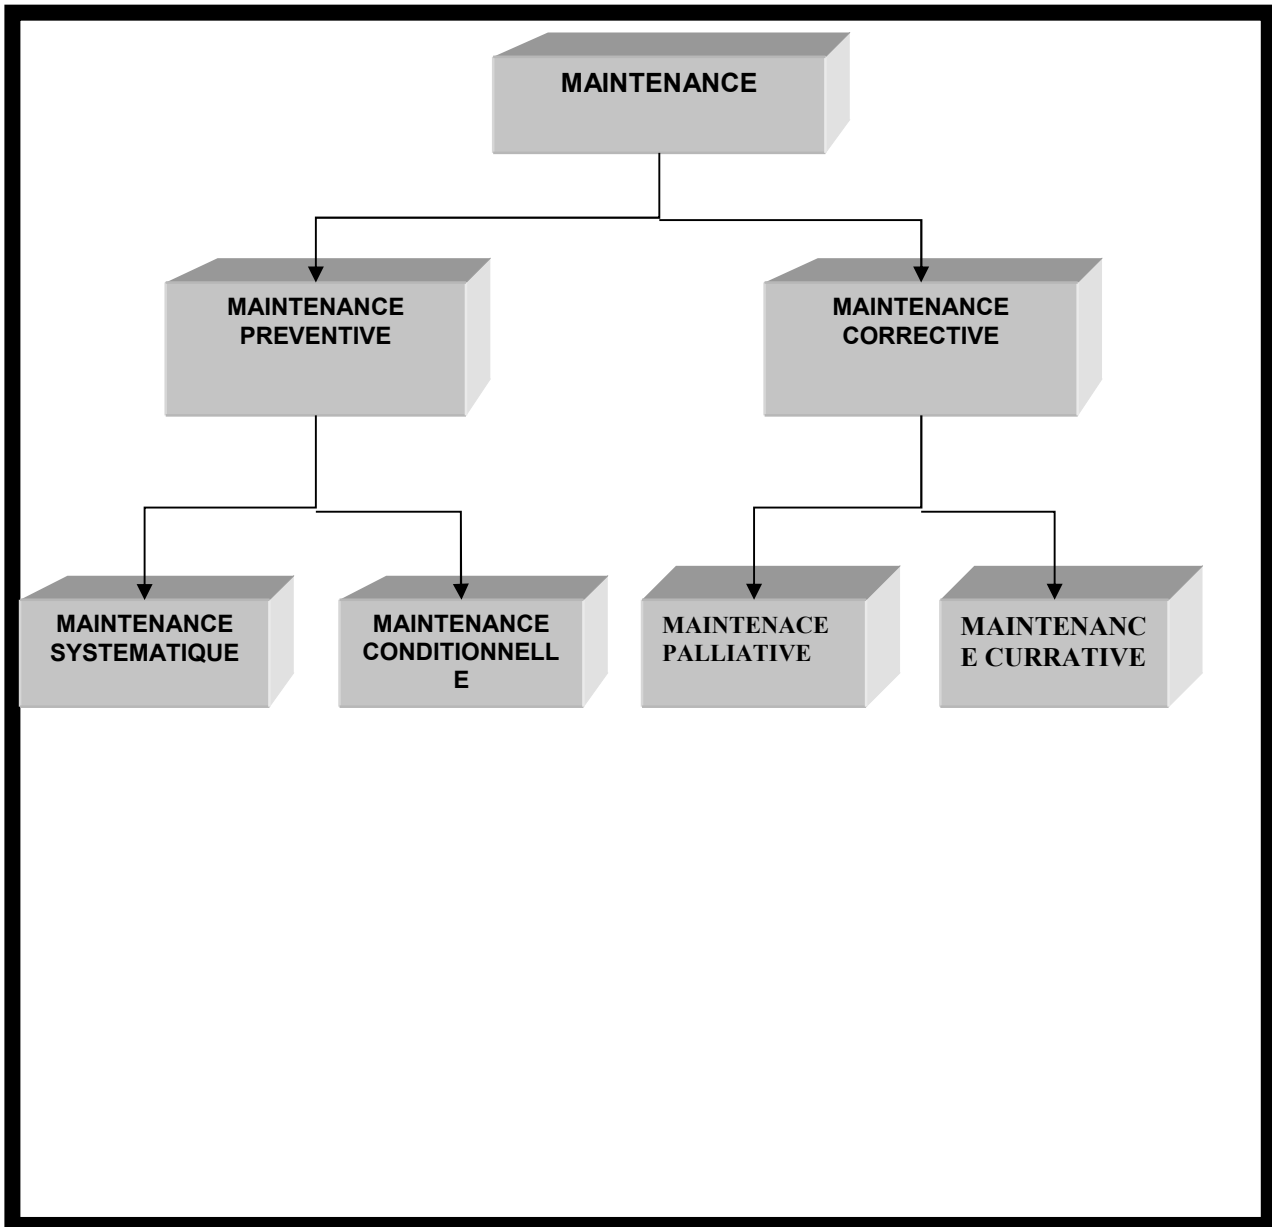 MAINTENANCE
MAINTENANCE
PREVENTIVE
MAINTENANCE
CORRECTIVE
MAINTENANCE
SYSTEMATIQUE
MAINTENANCE
CONDITIONNELL
E
MAINTENACE
PALLIATIVE
MAINTENANC
E CURRATIVE